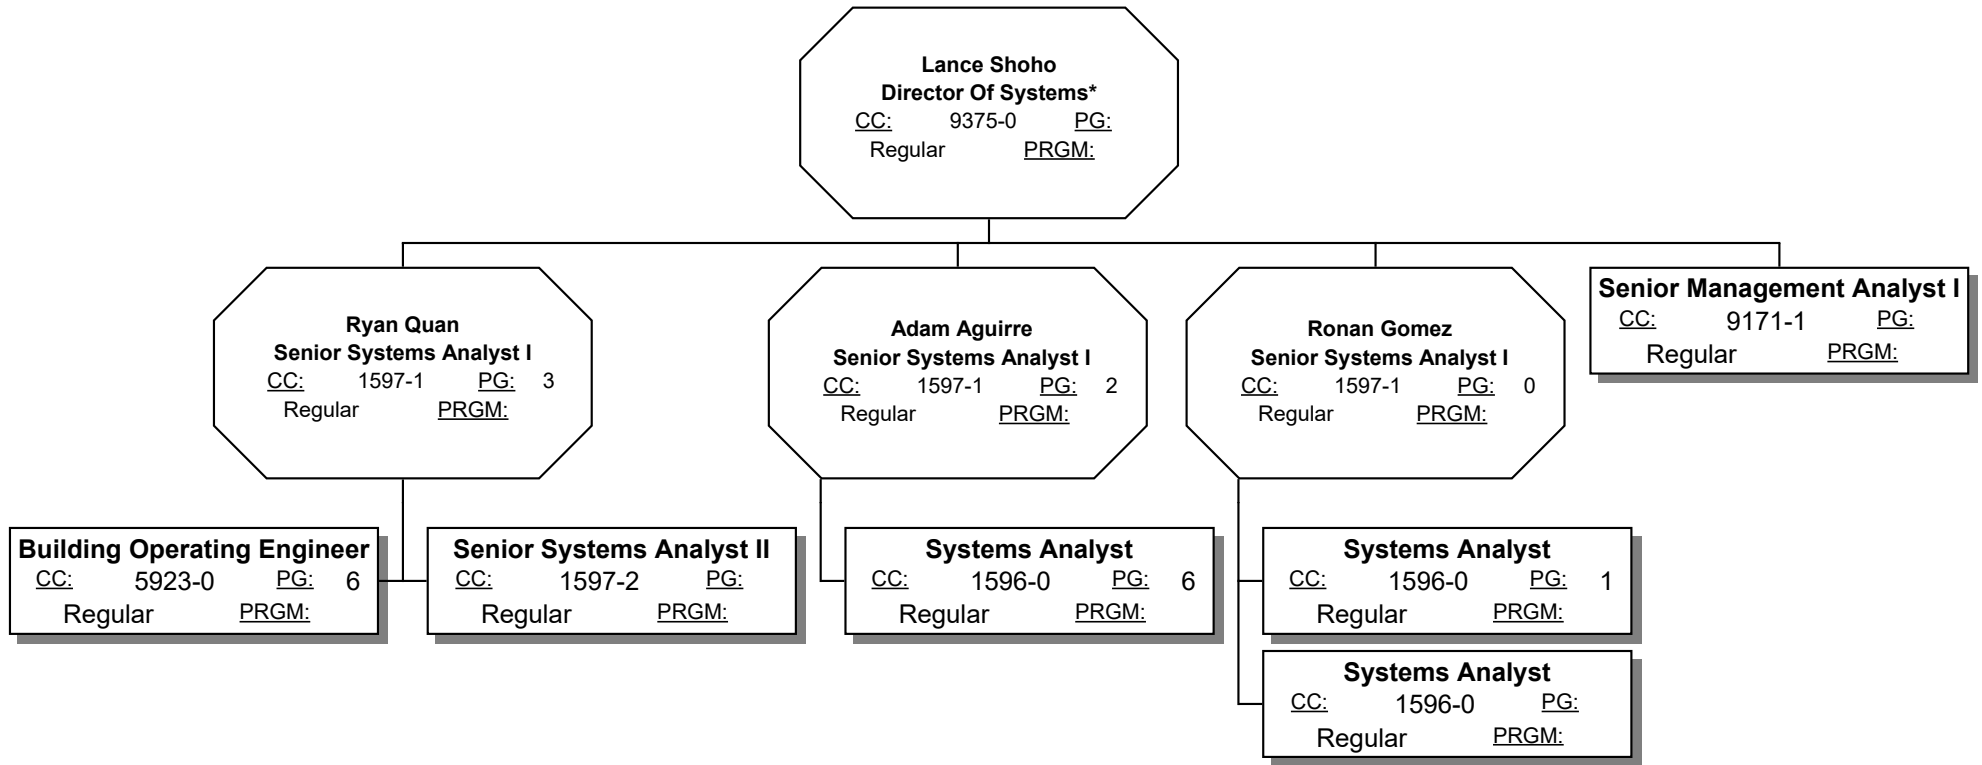 Lance Shoho
Director Of Systems*
CC: 9375-0 PG:
Regular PRGM:
Ryan Quan
Senior Systems Analyst I
CC: 1597-1 PG: 3
Regular PRGM:
Adam Aguirre
Senior Systems Analyst I
CC: 1597-1 PG: 2
Regular PRGM:
Ronan Gomez
Senior Systems Analyst I
CC: 1597-1 PG: 0
Regular PRGM:
Senior Management Analyst I
CC: 9171-1 PG:
Regular PRGM:
Building Operating Engineer
CC: 5923-0 PG: 6
Regular PRGM:
Senior Systems Analyst II
CC: 1597-2 PG:
Regular PRGM:
Systems Analyst
CC: 1596-0 PG: 6
Regular PRGM:
Systems Analyst
CC: 1596-0 PG: 1
Regular PRGM:
Systems Analyst
CC: 1596-0 PG:
Regular PRGM: